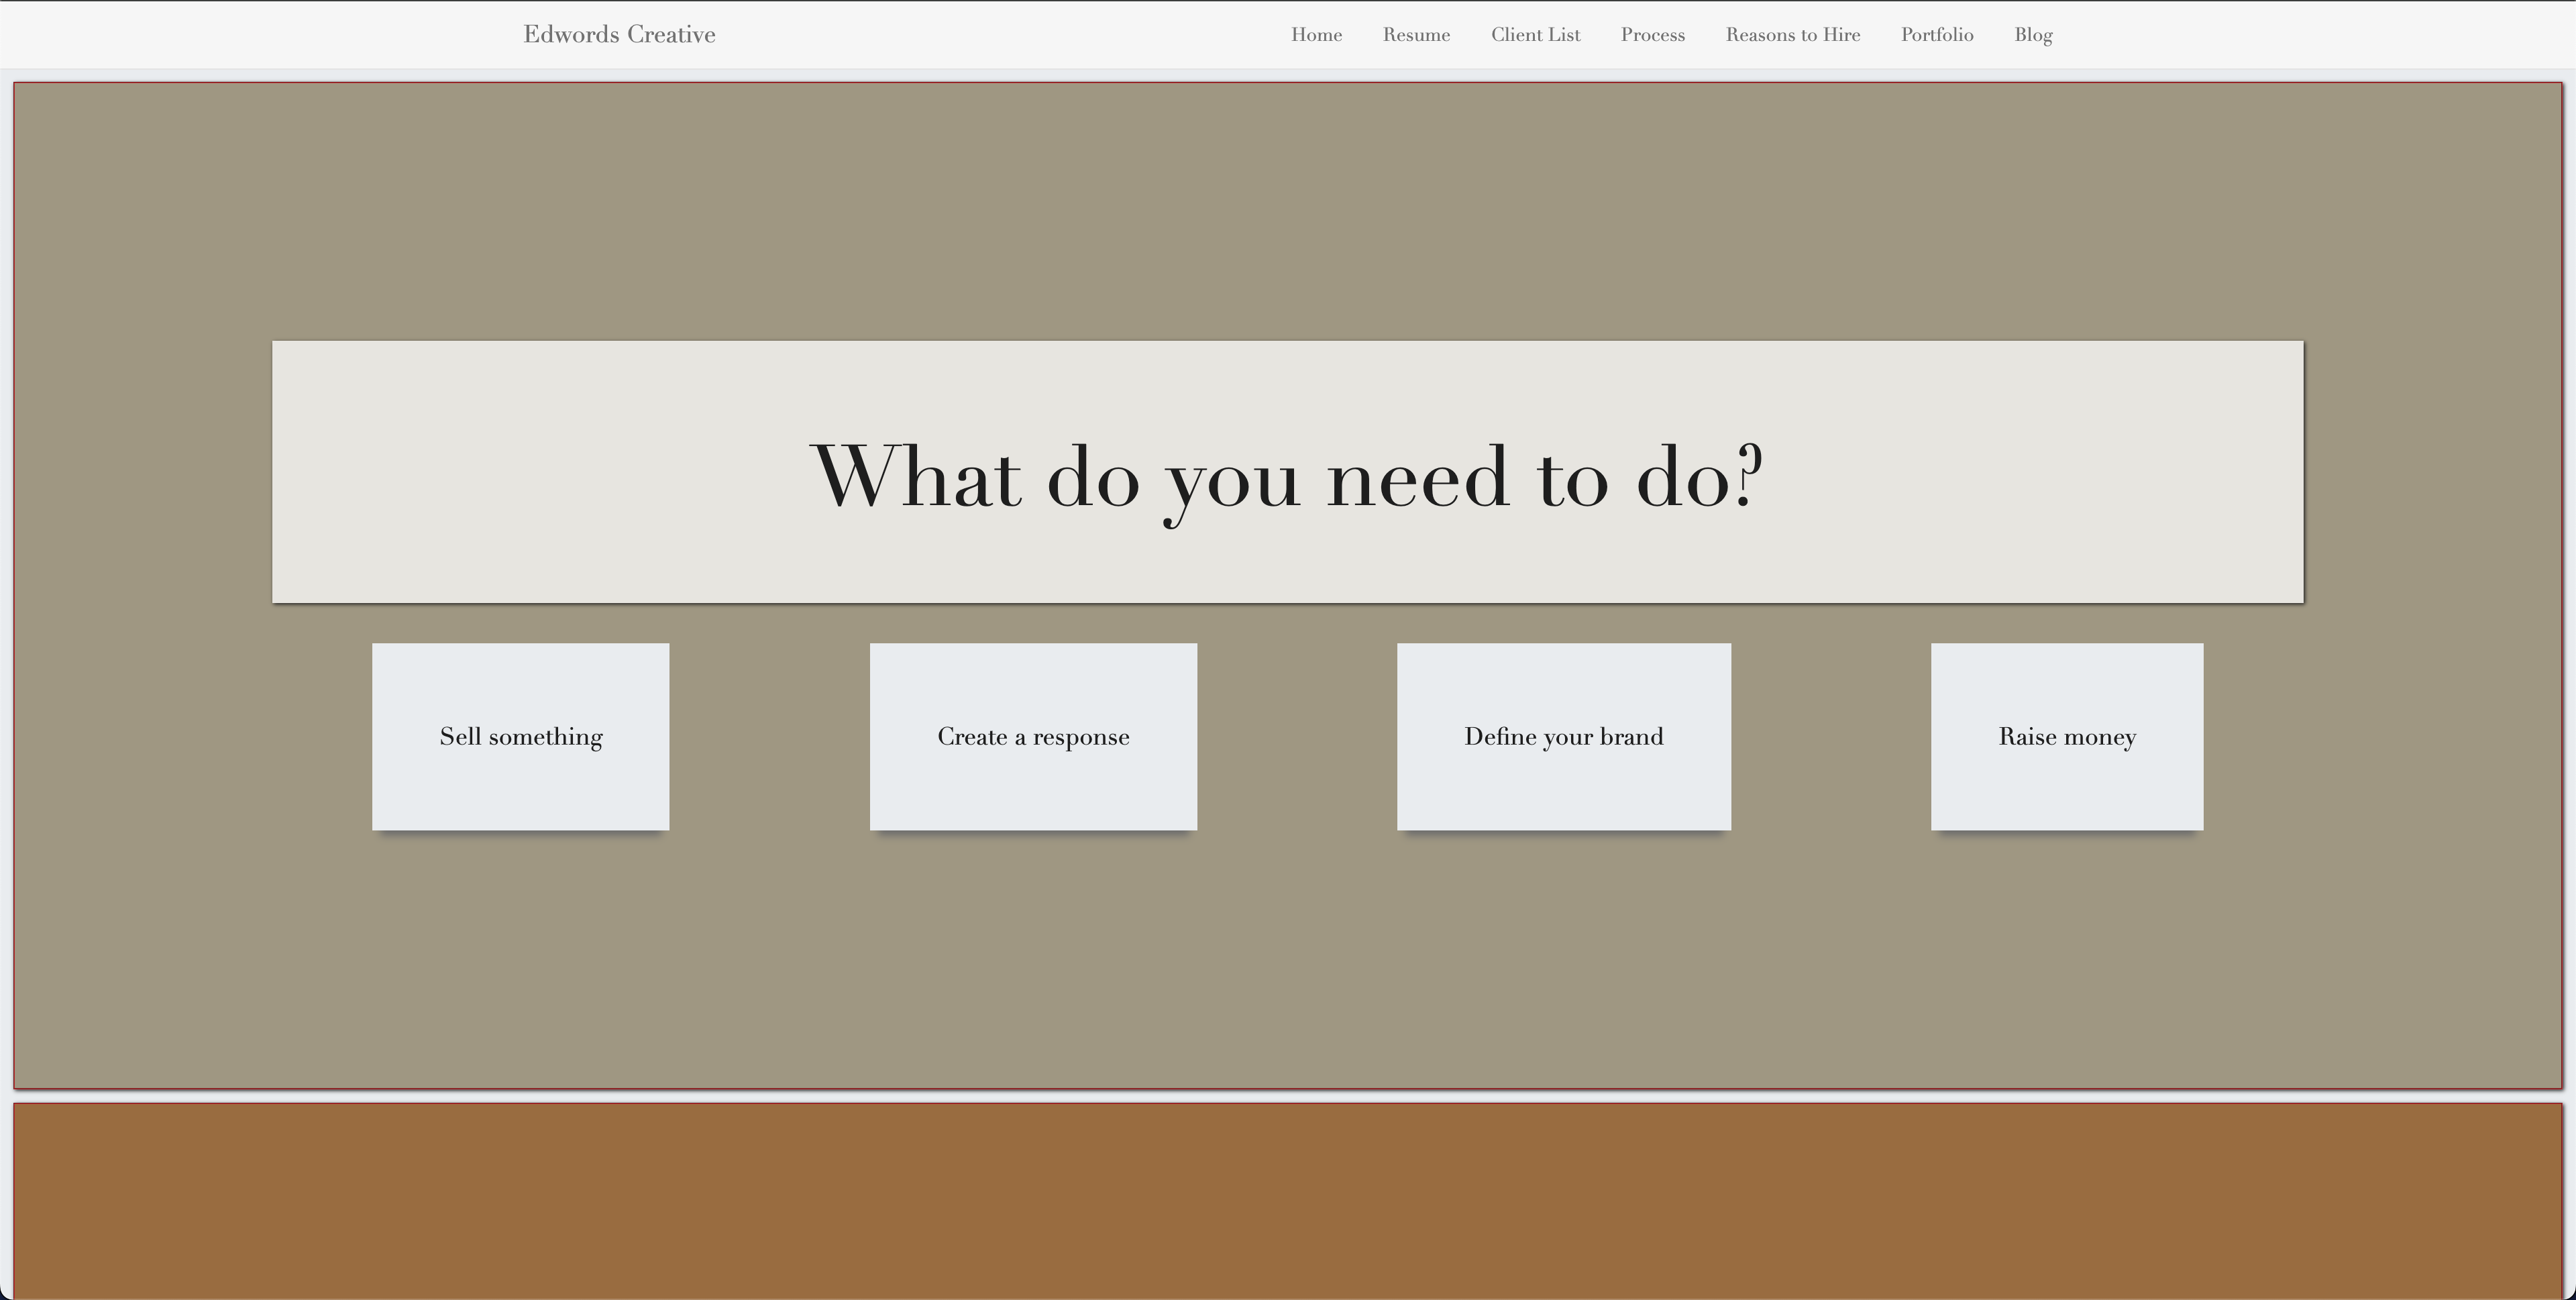 Edwords Creative Home Resume Client List Process Reasons to Hire Portfolio Blog
What do you need to do?
Sell something Create a response Define your brand Raise money